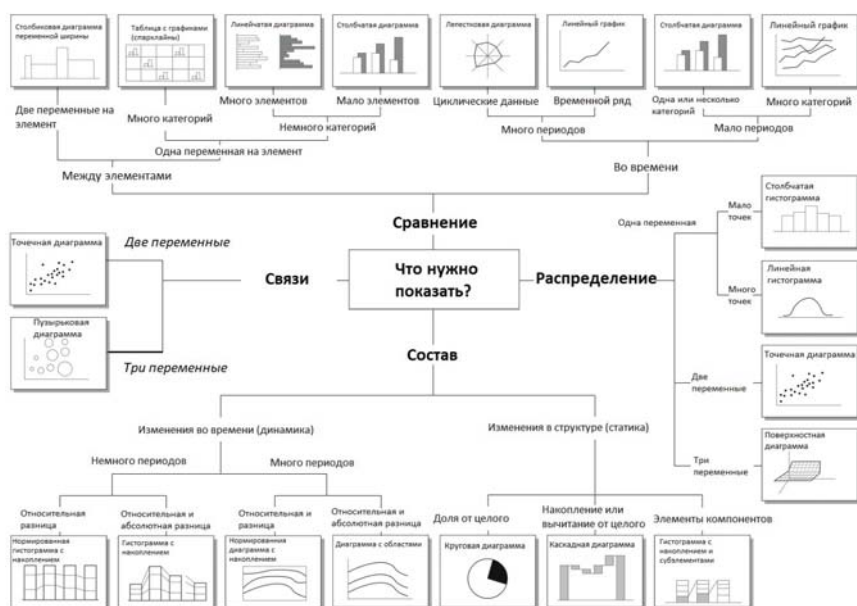 Столбиковая диаграмма
переменной ширины
Таблица с графиками
(спарклайны)
Линейчатая диаграмма
Столбчатая диаграмма
Лепестковая диаграмма
Линейный график
Столбчатая диаграмма
Линейный график
Две переменные на
элемент
Много категорий
Много элементов
Мало элементов
Немного категорий
Одна переменная на элемент
Между элементами
Циклические данные
Временной ряд
Одна или несколько
категорий
Много категорий
Много периодов
Мало периодов
Во времени
Сравнение
Точечная диаграмма
Две переменные
Пузырьковая
диаграмма
Три переменные
Связи
Что нужно
показать?
Распределение
Одна переменная
Мало
точек
Столбчатая
гистограмма
Много
точек
Линейная
гистограмма
Две
переменные
Точечная диаграмма
Три
переменные
Поверхностная
диаграмма
Состав
Изменения во времени (динамика)
Изменения в структуре (статика)
Немного периодов
Много периодов
Относительная
разница
Относительная и
абсолютная разница
Относительная и
разница
Относительная и
абсолютная разница
Доля от целого
Накопление или
вычитание от целого
Элементы компонентов
Нормированная
гистограмма с
накоплением
Гистограмма с
накоплением
Нормированния
диаграмма с
накоплением
Диаграмма с областями
Круговая диаграмма
Каскадная диаграмма
Гистограмма с
накоплением и
субэлементами